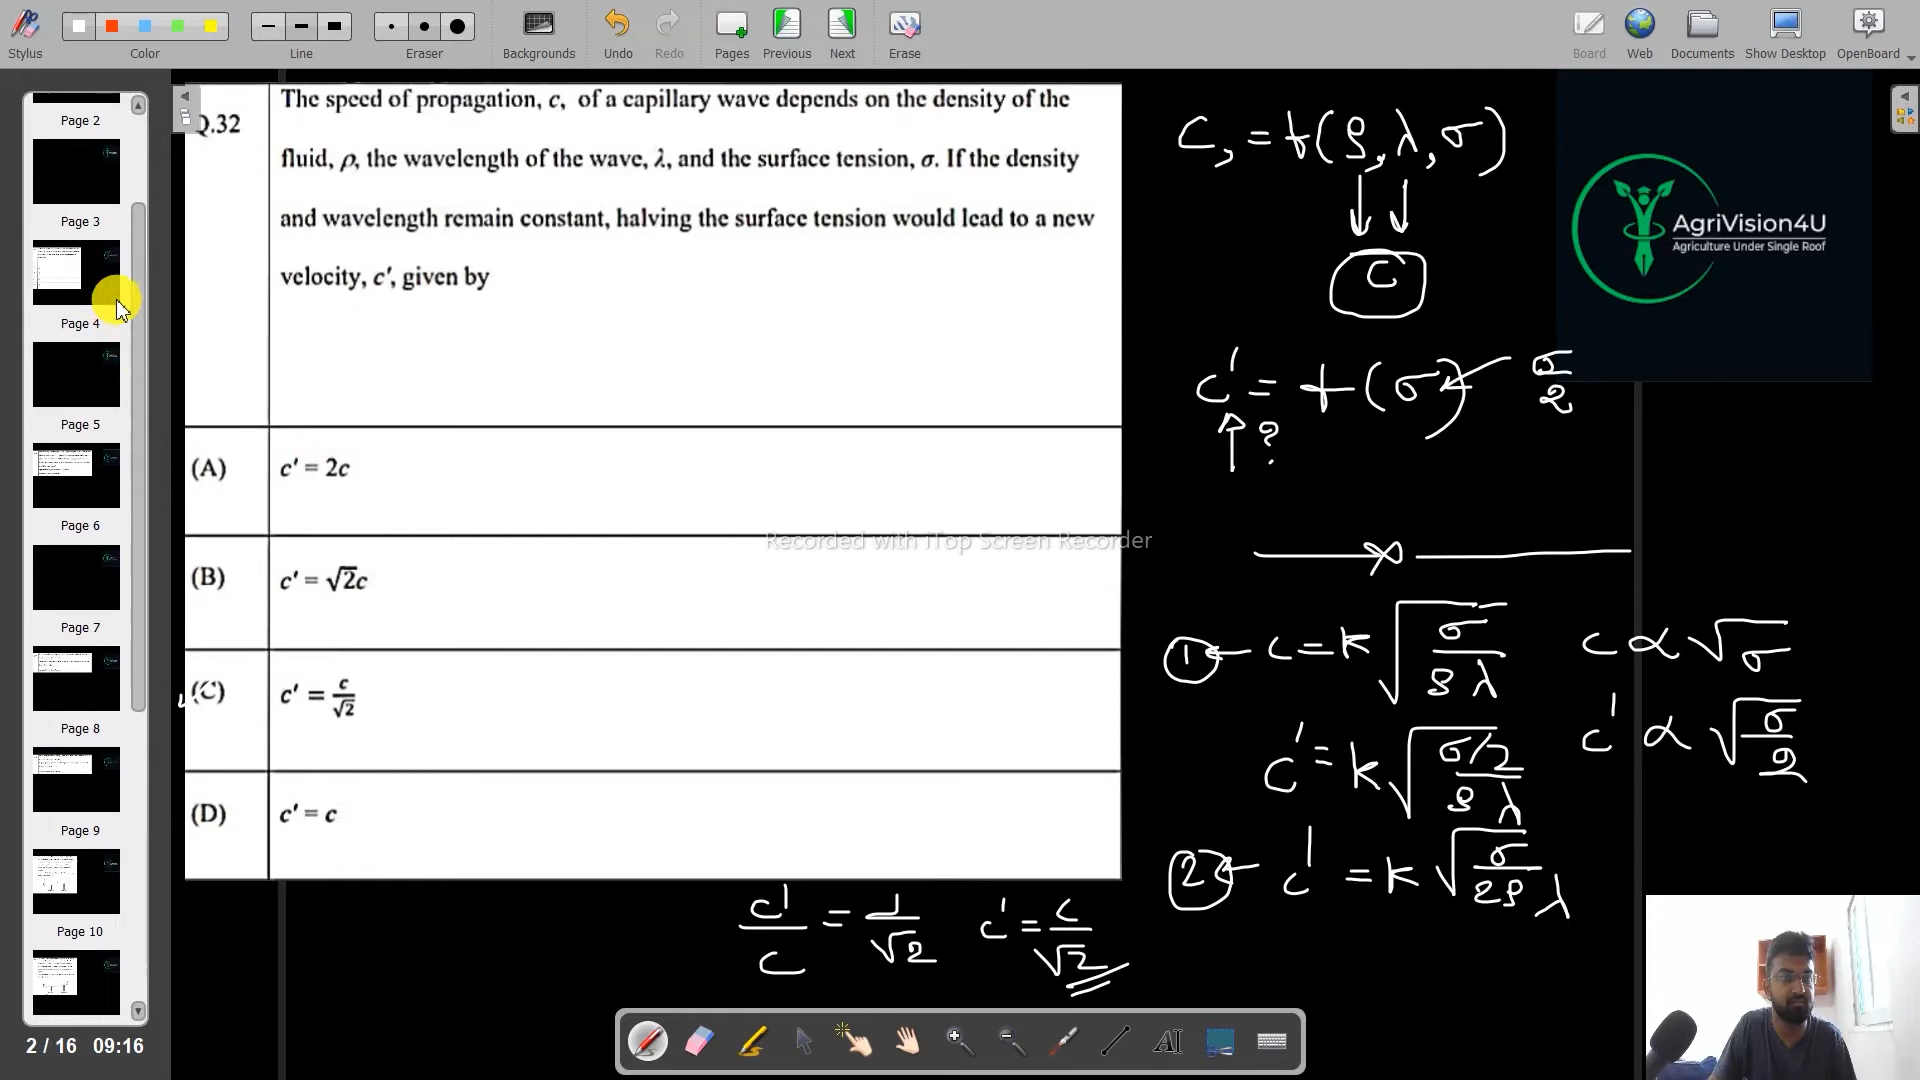 Stylus
Color
Line
Eraser
Backgrounds
Undo
Redo
Pages
Previous
Next
Erase
Board
Web
Documents
Show Desktop
OpenBoard
Page 2
Page 3
Page 4
Page 5
Page 6
Page 7
Page 8
Page 9
Page 10
2 / 16 09:16
Q.32
The speed of propagation, c, of a capillary wave depends on the density of the
fluid, ρ, the wavelength of the wave, λ, and the surface tension, σ. If the density
and wavelength remain constant, halving the surface tension would lead to a new
velocity, c′, given by
(A) c′ = 2c
(B) c′ = √2c
(C) c′ = c/√2
(D) c′ = c
Recorded with iTop Screen Recorder
AgriVision4U
Agriculture Under Single Roof
C, = f(ρ, λ, σ)
C
c' = f(σ) σ/2
?
① c = k√(σ/ρλ) c ∝ √σ
c' = k√((σ/2)/ρλ) c' ∝ √(σ/2)
② c' = k√(σ/2ρλ)
c'/c = 1/√2 c' = c/√2
AI